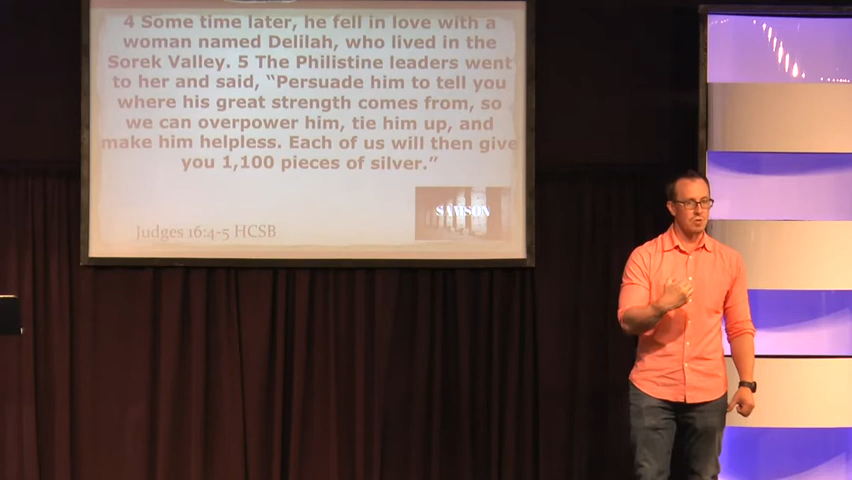 4 Some time later, he fell in love with a
woman named Delilah, who lived in the
Sorek Valley. 5 The Philistine leaders went
to her and said, “Persuade him to tell you
where his great strength comes from, so
we can overpower him, tie him up, and
make him helpless. Each of us will then give
you 1,100 pieces of silver.”
SAMSON
Judges 16:4-5 HCSB